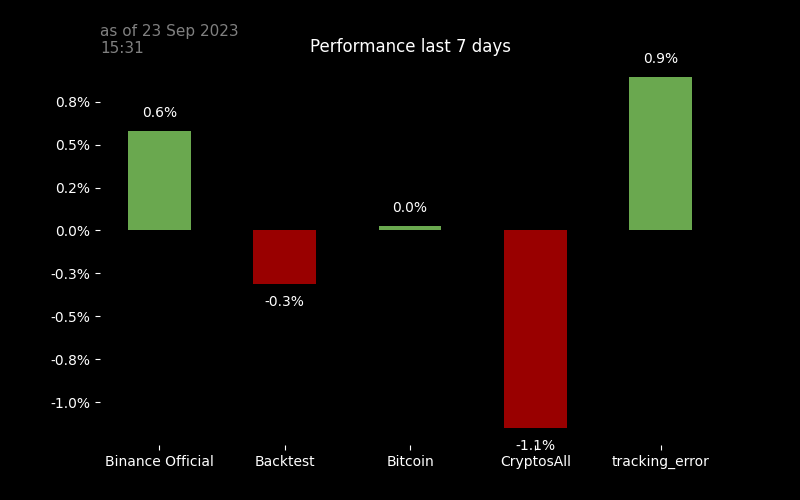 as of 23 Sep 2023
15:31
Performance last 7 days
0.9%
0.8%
0.6%
0.5%
0.2%
0.0%
0.0%
-0.3%
-0.3%
-0.5%
-0.8%
-1.0%
-1.1%
Binance Official
Backtest
Bitcoin
CryptosAll
tracking_error